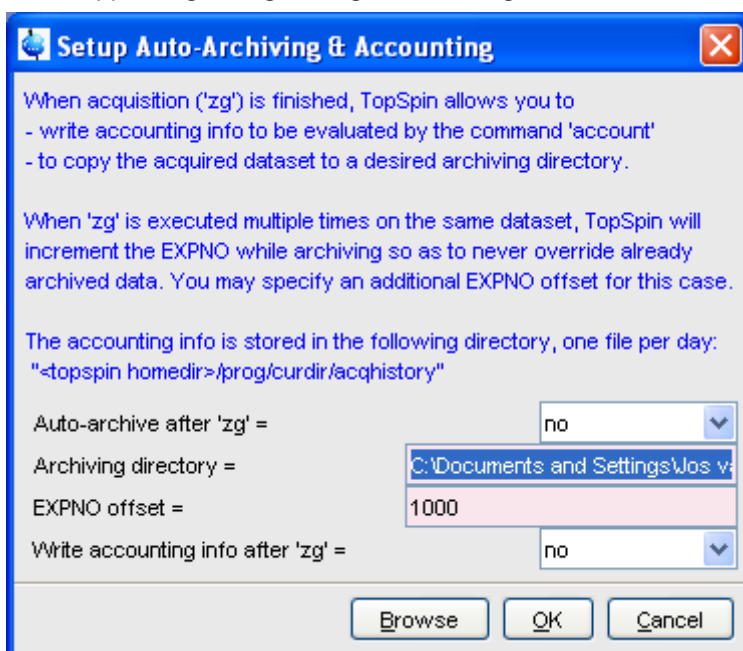 Setup Auto-Archiving & Accounting
When acquisition ('zg') is finished, TopSpin allows you to
- write accounting info to be evaluated by the command 'account'
- to copy the acquired dataset to a desired archiving directory.
When 'zg' is executed multiple times on the same dataset, TopSpin will
increment the EXPNO while archiving so as to never override already
archived data. You may specify an additional EXPNO offset for this case.
The accounting info is stored in the following directory, one file per day:
"<topspin homedir>/prog/curdir/acqhistory"
Auto-archive after 'zg' = no
Archiving directory = C:\Documents and Settings\Jos
EXPNO offset = 1000
Write accounting info after 'zg' = no
Browse OK Cancel